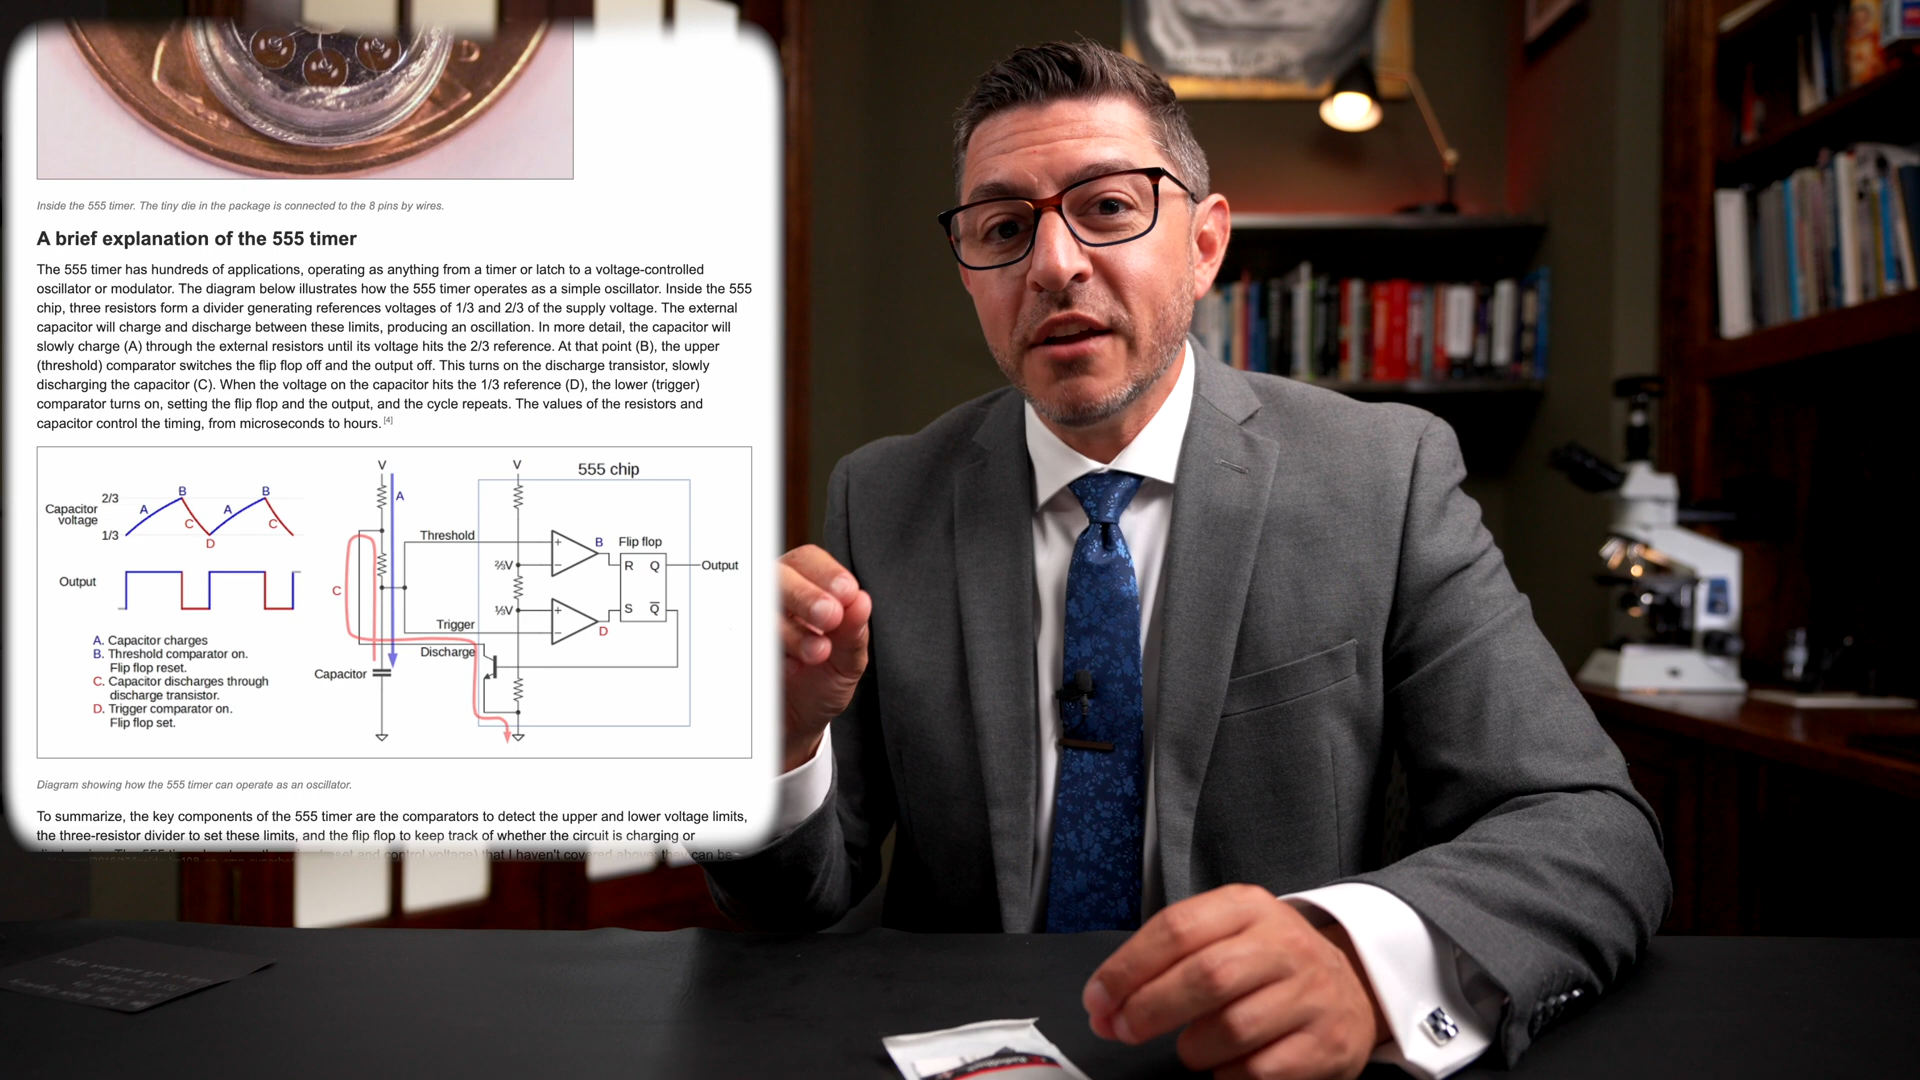 Inside the 555 timer. The tiny die in the package is connected to the 8 pins by wires.
A brief explanation of the 555 timer
The 555 timer has hundreds of applications, operating as anything from a timer or latch to a voltage-controlled
oscillator or modulator. The diagram below illustrates how the 555 timer operates as a simple oscillator. Inside the 555
chip, three resistors form a divider generating references voltages of 1/3 and 2/3 of the supply voltage. The external
capacitor will charge and discharge between these limits, producing an oscillation. In more detail, the capacitor will
slowly charge (A) through the external resistors until its voltage hits the 2/3 reference. At that point (B), the upper
(threshold) comparator switches the flip flop off and the output off. This turns on the discharge transistor, slowly
discharging the capacitor (C). When the voltage on the capacitor hits the 1/3 reference (D), the lower (trigger)
comparator turns on, setting the flip flop and the output, and the cycle repeats. The values of the resistors and
capacitor control the timing, from microseconds to hours. [4]
Capacitor
voltage
2/3
1/3
A
B
C
D
A
B
C
Output
A. Capacitor charges
B. Threshold comparator on.
Flip flop reset.
C. Capacitor discharges through
discharge transistor.
D. Trigger comparator on.
Flip flop set.
V
A
V
555 chip
Threshold
B
Flip flop
⅔V
R Q
Output
C
⅓V
S Q̅
Trigger
D
Discharge
Capacitor
Diagram showing how the 555 timer can operate as an oscillator.
To summarize, the key components of the 555 timer are the comparators to detect the upper and lower voltage limits,
the three-resistor divider to set these limits, and the flip flop to keep track of whether the circuit is charging or
and control voltage) that I haven't covered above; they can be